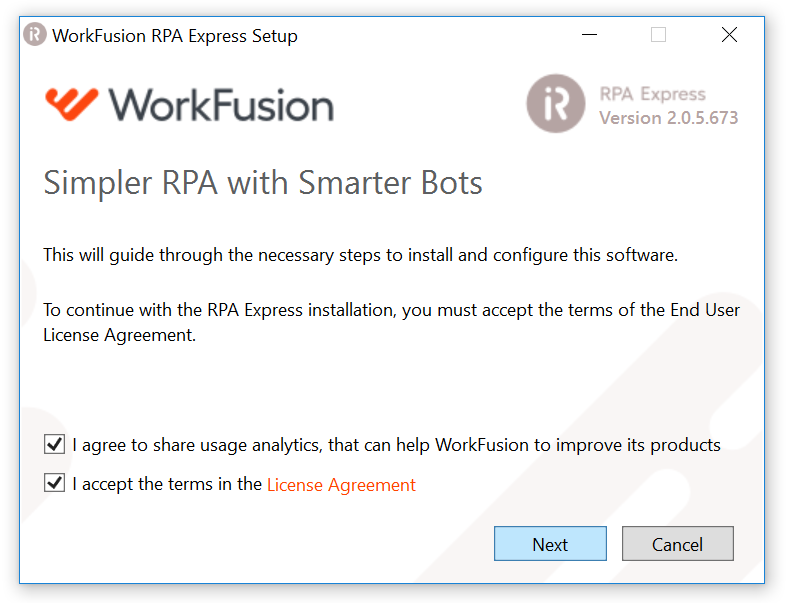 WorkFusion RPA Express Setup
WorkFusion
RPA Express
Version 2.0.5.673
Simpler RPA with Smarter Bots
This will guide through the necessary steps to install and configure this software.
To continue with the RPA Express installation, you must accept the terms of the End User
License Agreement.
I agree to share usage analytics, that can help WorkFusion to improve its products
I accept the terms in the License Agreement
Next
Cancel